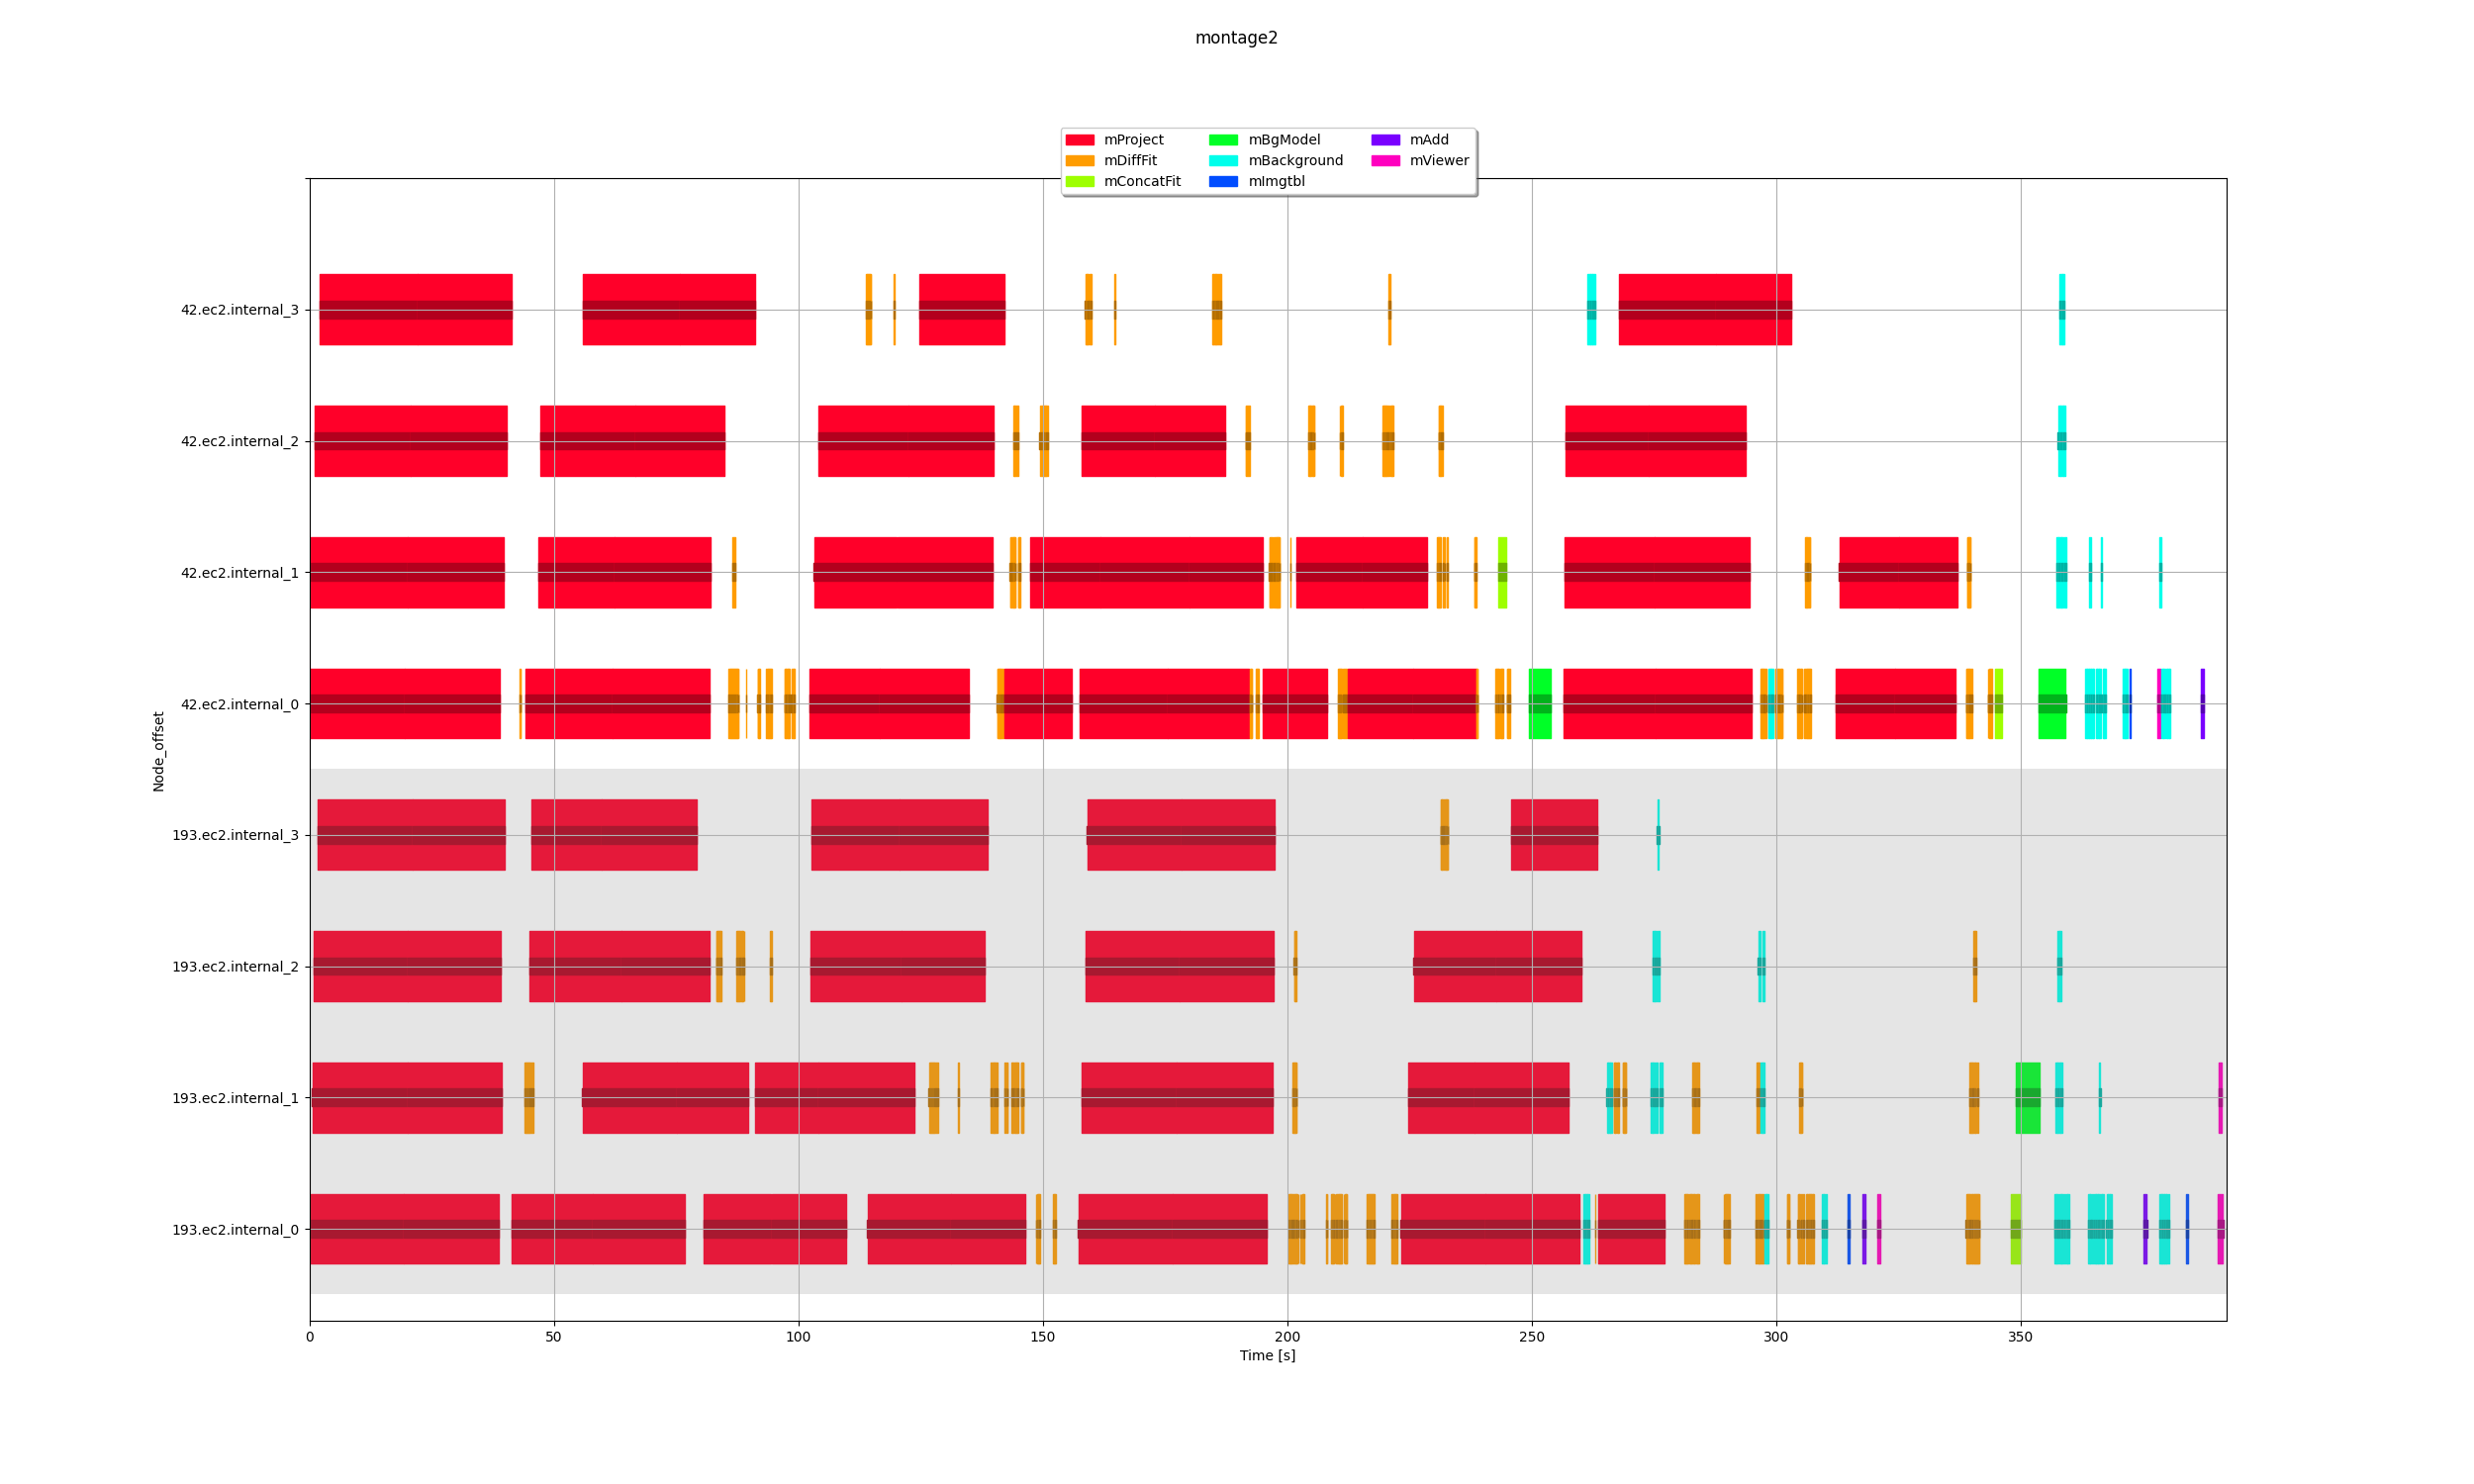 montage2
mProject mBgModel mAdd
mDiffFit mBackground mViewer
mConcatFit mImgtbl
42.ec2.internal_3
42.ec2.internal_2
42.ec2.internal_1
42.ec2.internal_0
193.ec2.internal_3
193.ec2.internal_2
193.ec2.internal_1
193.ec2.internal_0
Node_offset
0 50 100 150 200 250 300 350
Time [s]